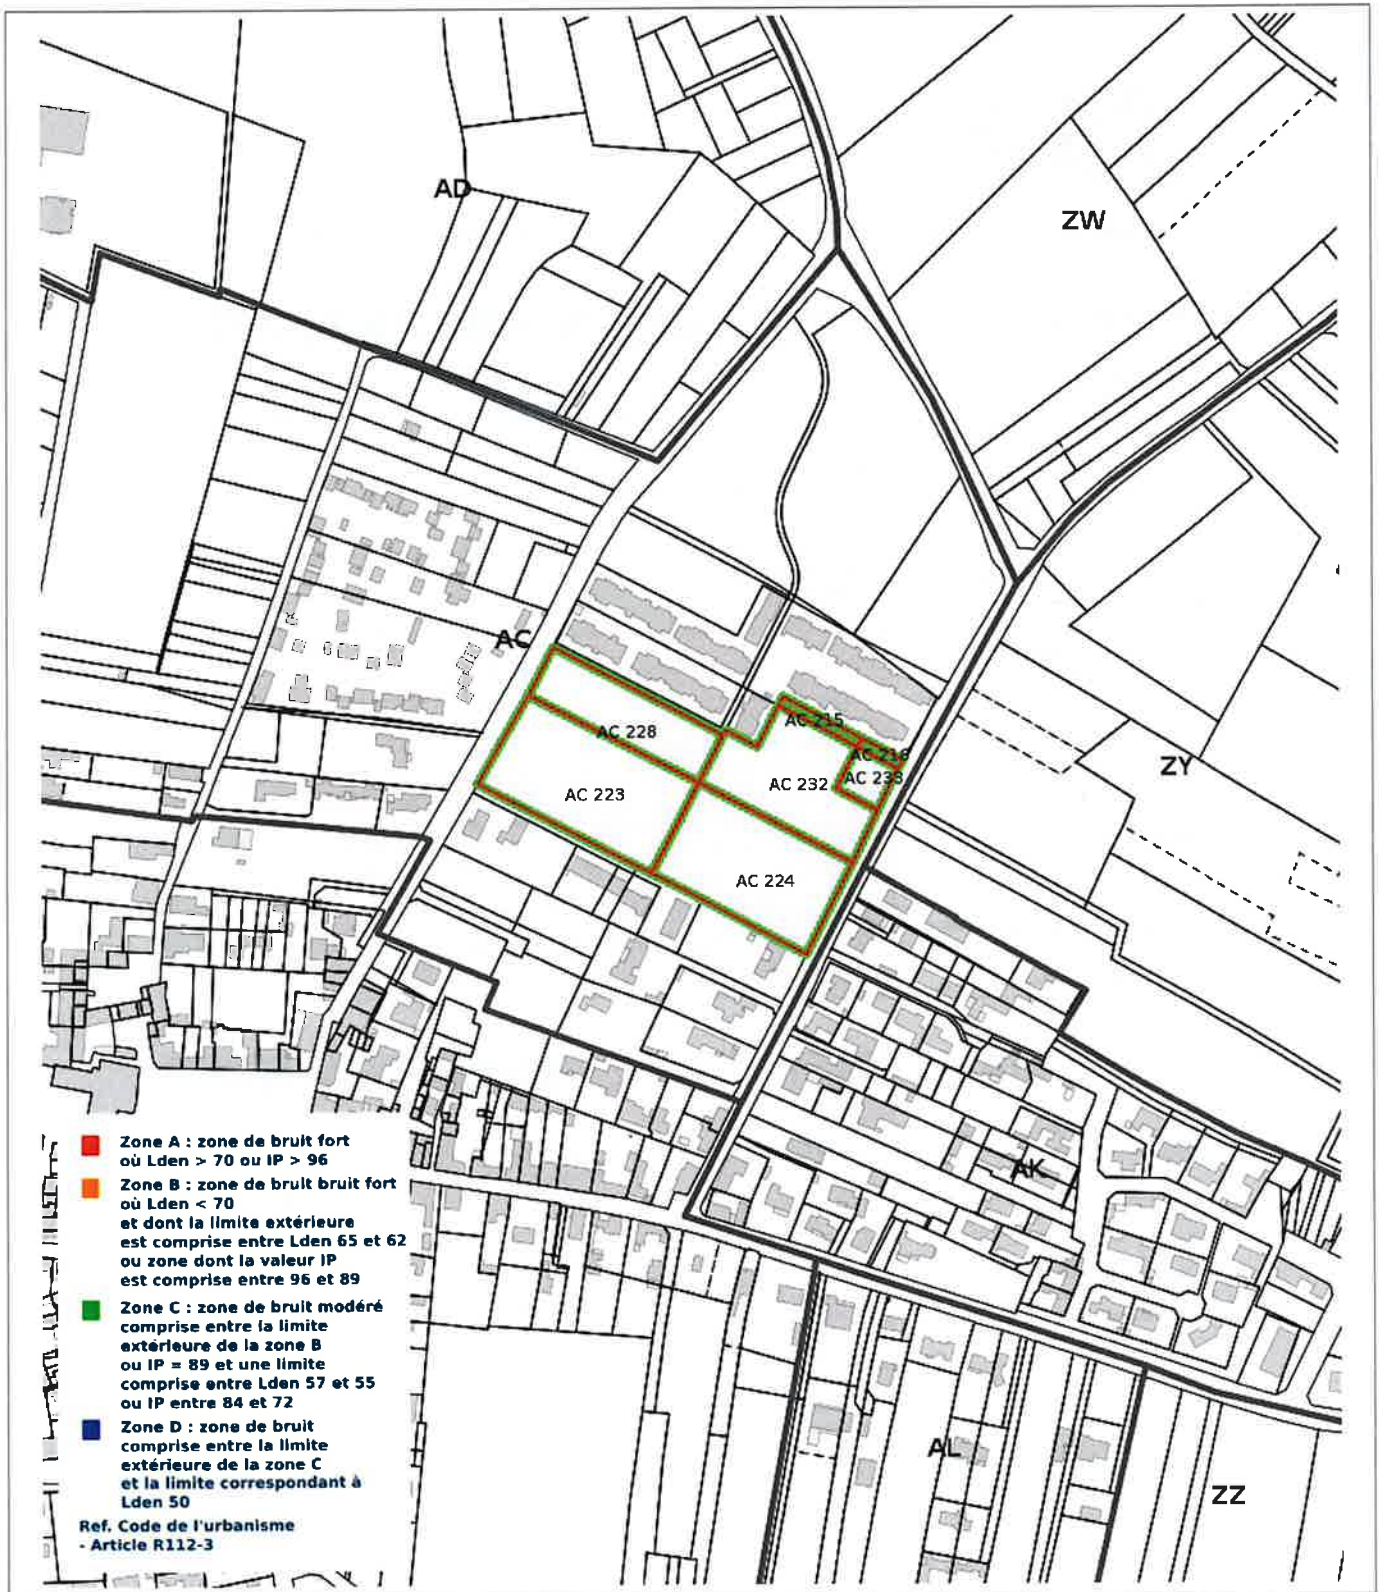 AD
ZW
AC
AC 215
AC 228
AC 232
AC 233
AC 223
ZY
AC 224
AK
Zone A : zone de bruit fort
où Lden > 70 ou IP > 96
Zone B : zone de bruit bruit fort
où Lden < 70
et dont la limite extérieure
est comprise entre Lden 65 et 62
ou zone dont la valeur IP
est comprise entre 96 et 89
Zone C : zone de bruit modéré
comprise entre la limite
extérieure de la zone B
ou IP = 89 et une limite
comprise entre Lden 57 et 55
ou IP entre 84 et 72
Zone D : zone de bruit
comprise entre la limite
extérieure de la zone C
et la limite correspondant à
Lden 50
Ref. Code de l'urbanisme
- Article R112-3
AL
ZZ